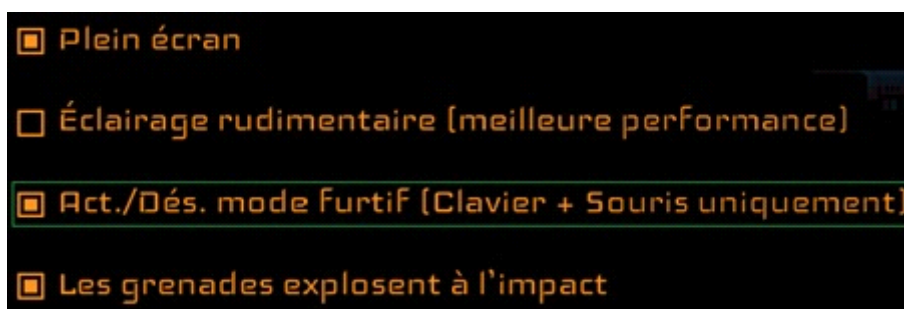 Plein écran
Éclairage rudimentaire (meilleure performance)
Act./Dés. mode furtif (Clavier + Souris uniquement)
Les grenades explosent à l'impact